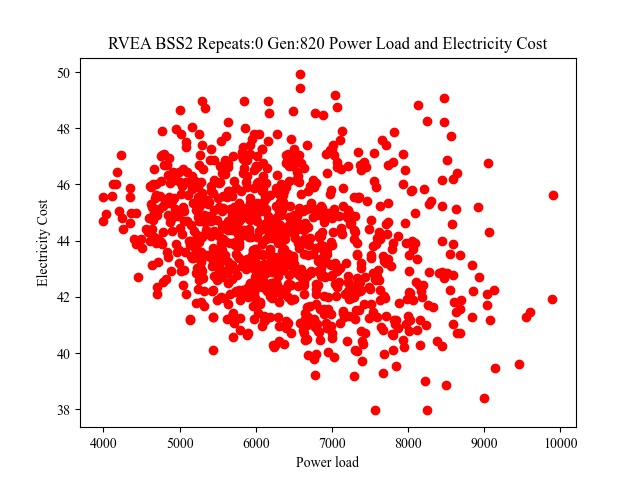 RVEA BSS2 Repeats:0 Gen:820 Power Load and Electricity Cost
50
48
46
44
42
40
38
Electricity Cost
4000 5000 6000 7000 8000 9000 10000
Power load